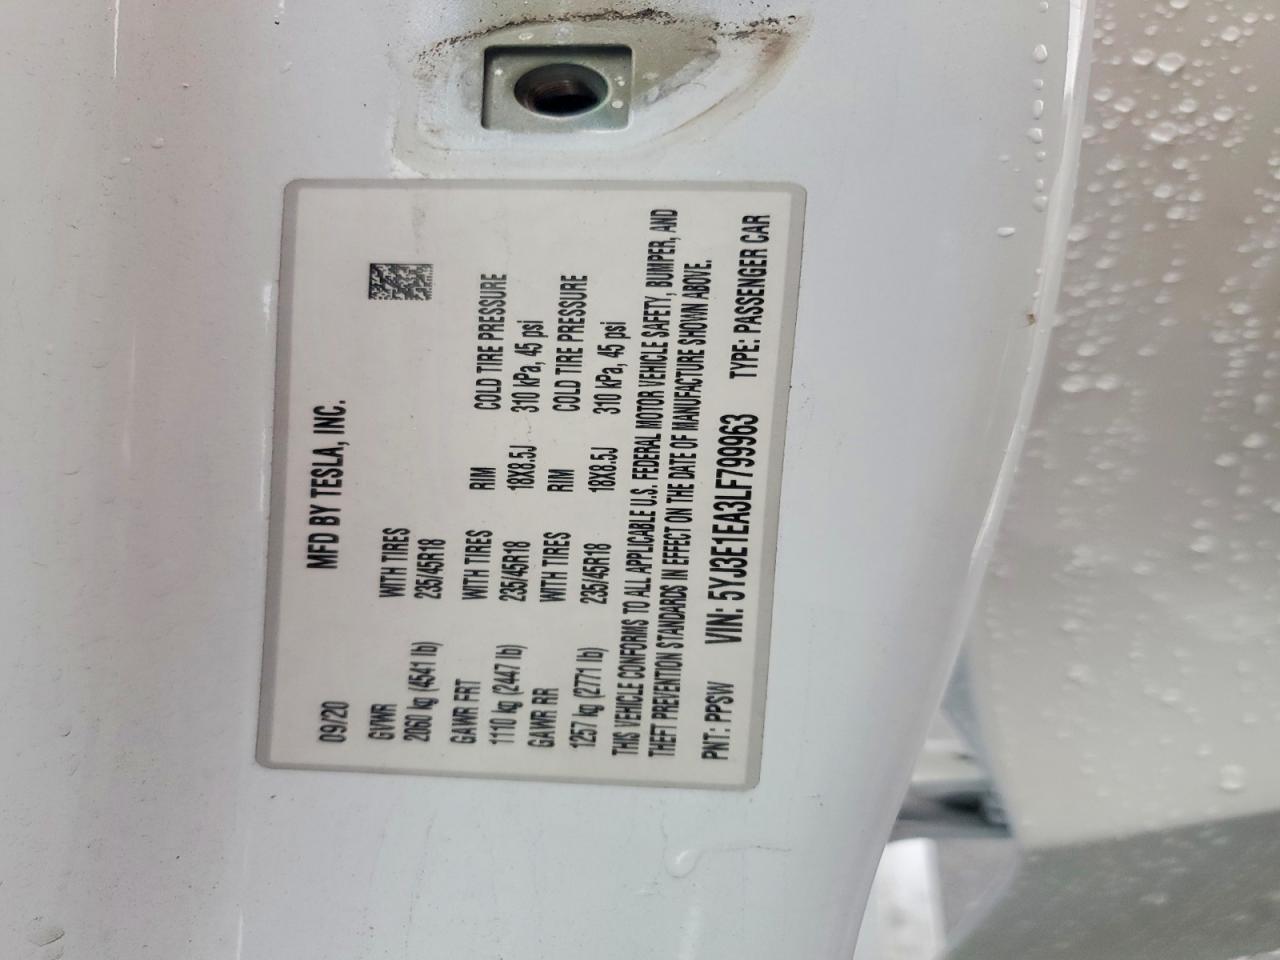 MFD BY TESLA, INC.
09/20
GVWR WITH TIRES
2060 kg (4541 lb) 235/45R18
GAWR FRT WITH TIRES RIM COLD TIRE PRESSURE
1110 kg (2447 lb) 235/45R18 18X8.5J 310 kPa, 45 psi
GAWR RR WITH TIRES RIM COLD TIRE PRESSURE
1257 kg (2771 lb) 235/45R18 18X8.5J 310 kPa, 45 psi
THIS VEHICLE CONFORMS TO ALL APPLICABLE U.S. FEDERAL MOTOR VEHICLE SAFETY, BUMPER, AND
THEFT PREVENTION STANDARDS IN EFFECT ON THE DATE OF MANUFACTURE SHOWN ABOVE.
PNT: PPSW VIN: 5YJ3E1EA3LF799963 TYPE: PASSENGER CAR